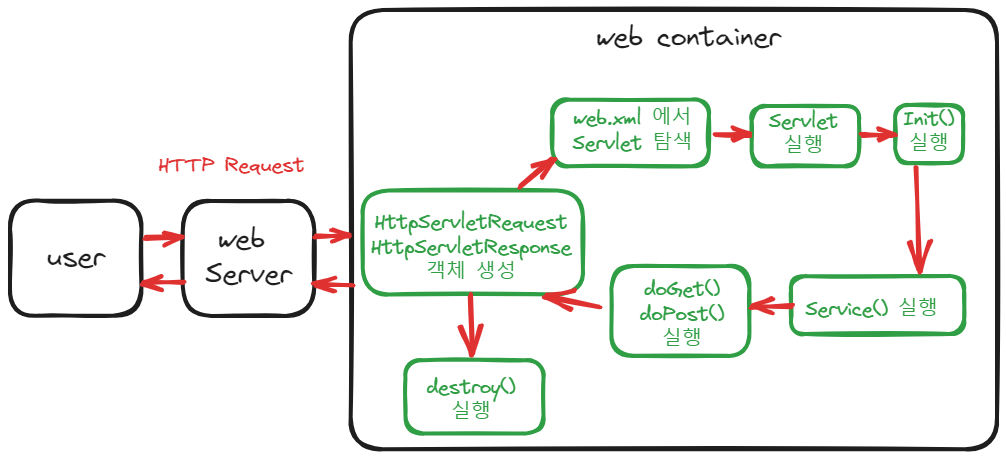 web container
web.xml 에서
Servlet 탐색
Servlet
실행
Init()
실행
HTTP Request
user
web
Server
HttpServletRequest
HttpServletResponse
객체 생성
doGet()
doPost()
실행
Service() 실행
destroy()
실행